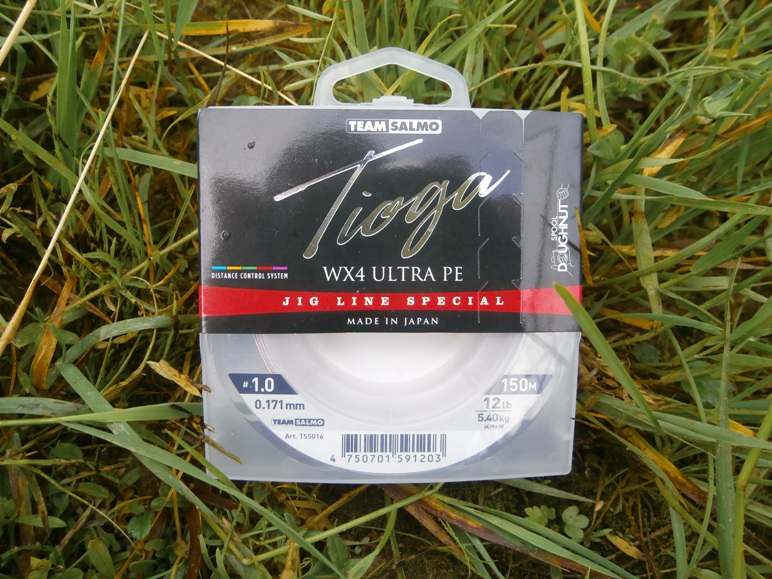 TEAM SALMO
Tioga
WX4 ULTRA PE
DISTANCE CONTROL SYSTEM
SPOOL
DOUGHNUT
JIG LINE SPECIAL
MADE IN JAPAN
# 1.0
150M
0.171mm
12lb
5.40kg
TEAM SALMO
Art. TS5016
4 750701 591203